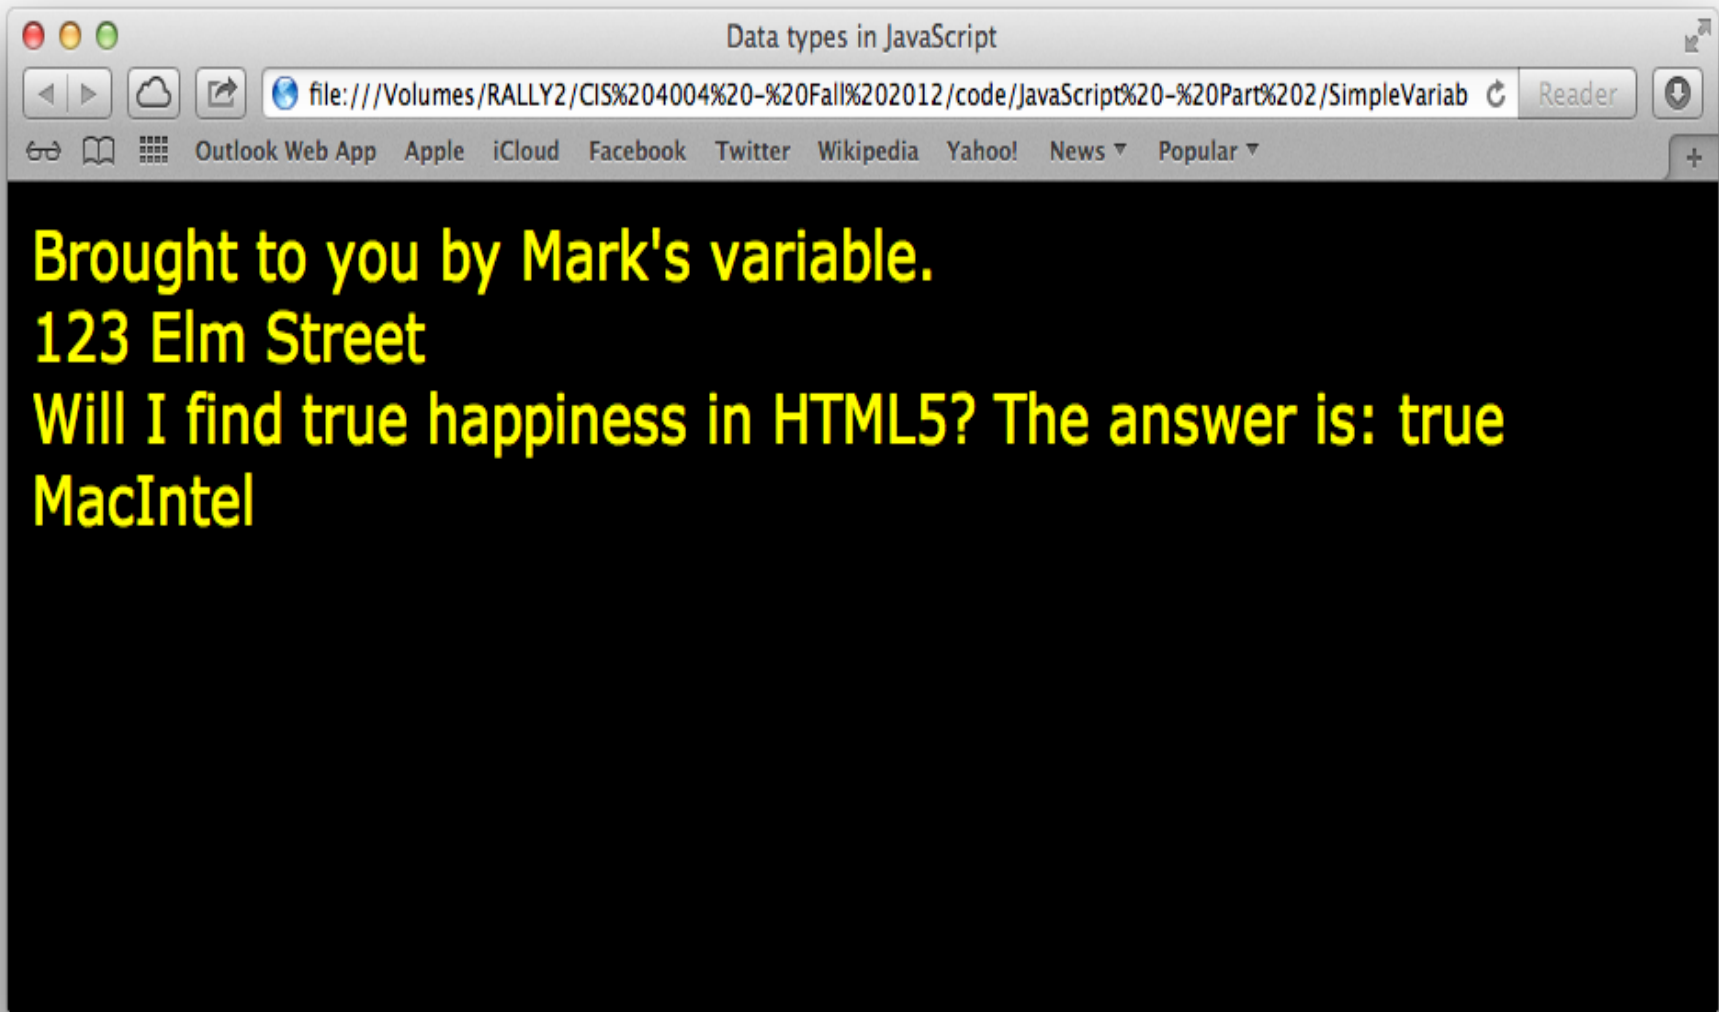 Data types in JavaScript
file:///Volumes/RALLY2/CIS%204004%20-%20Fall%202012/code/JavaScript%20-%20Part%202/SimpleVariab
Reader
Outlook Web App Apple iCloud Facebook Twitter Wikipedia Yahoo! News Popular
Brought to you by Mark's variable.
123 Elm Street
Will I find true happiness in HTML5? The answer is: true
MacIntel